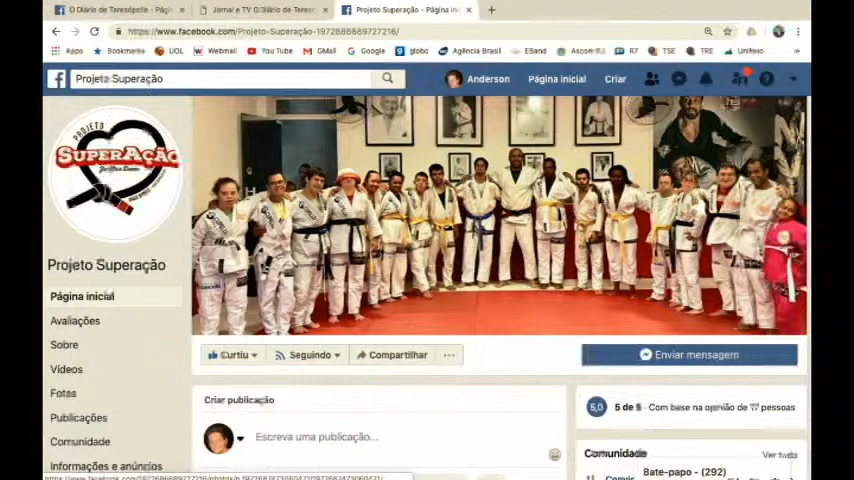 O Diário de Teresópolis - Pági
Jornal e TV O Diário de Teresó
Projeto Superação - Página ini
https://www.facebook.com/Projeto-Superação-1972686689727216/
Apps Bookmarks UOL Webmail You Tube GMail Google globo Agência Brasil EBand R7 TSE TRE Unifeso
Projeto Superação
Anderson Página inicial Criar
PROJETO
SUPERAÇÃO
Projeto Superação
Página inicial
Avaliações
Sobre
Vídeos
Fotos
Publicações
Comunidade
Informações e anúncios
Curtiu Seguindo Compartilhar ...
Enviar mensagem
Criar publicação
Escreva uma publicação...
5,0 5 de 5 · Com base na opinião de 77 pessoas
Comunidade Ver tudo
Bate-papo - (292)